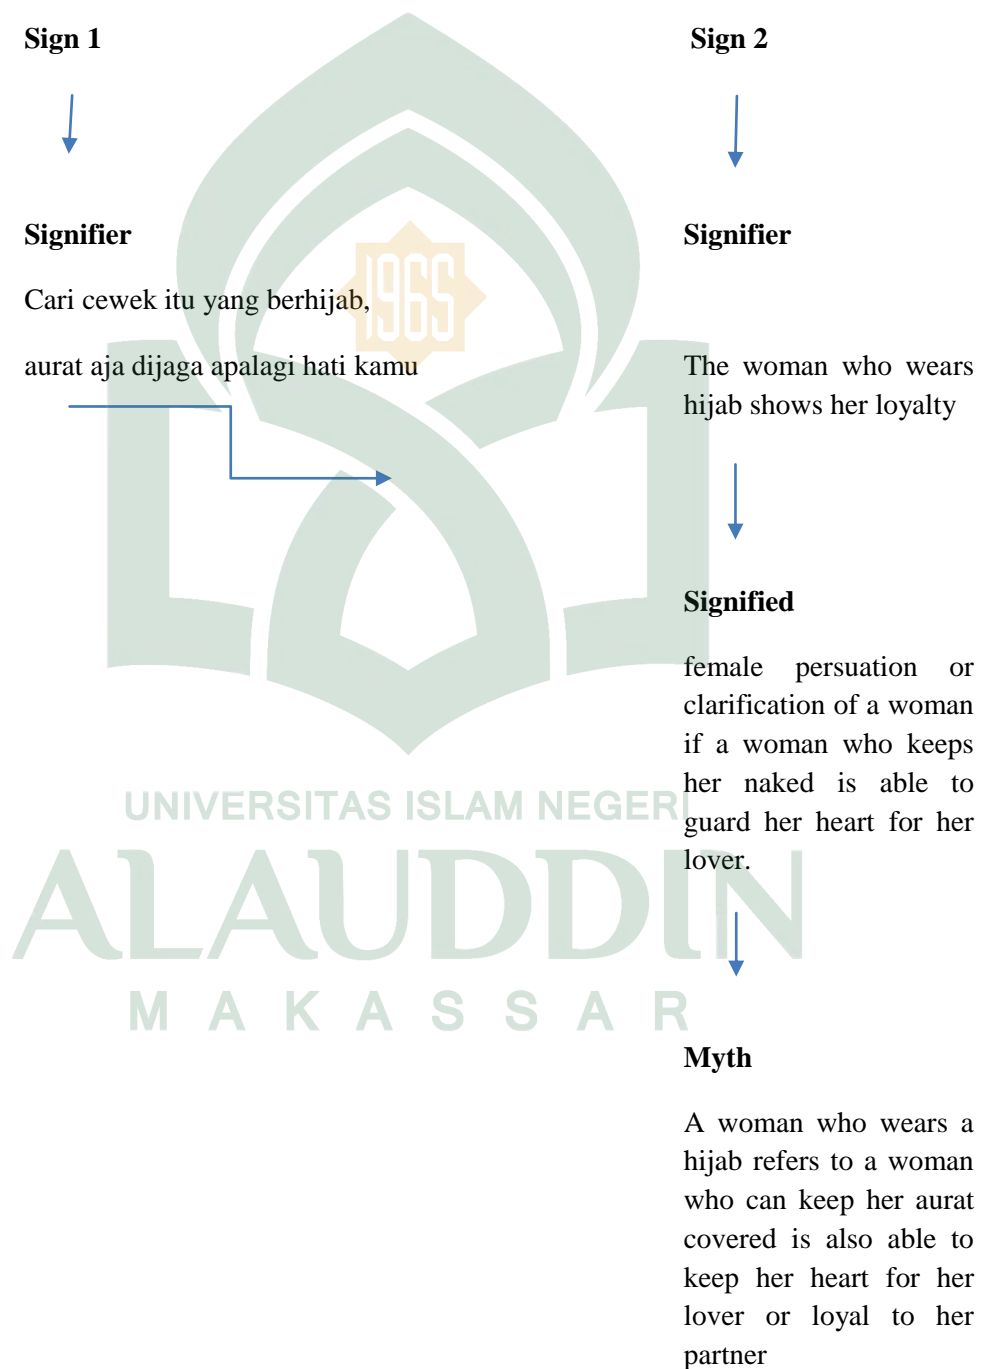 Sign 1
Sign 2
Signifier
Cari cewek itu yang berhijab,
aurat aja dijaga apalagi hati kamu
Signifier
The woman who wears
hijab shows her loyalty
Signified
female persuation or
clarification of a woman
if a woman who keeps
her naked is able to
guard her heart for her
lover.
Myth
A woman who wears a
hijab refers to a woman
who can keep her aurat
covered is also able to
keep her heart for her
lover or loyal to her
partner
1965
UNIVERSITAS ISLAM NEGERI
ALAUDDIN
MAKASSAR